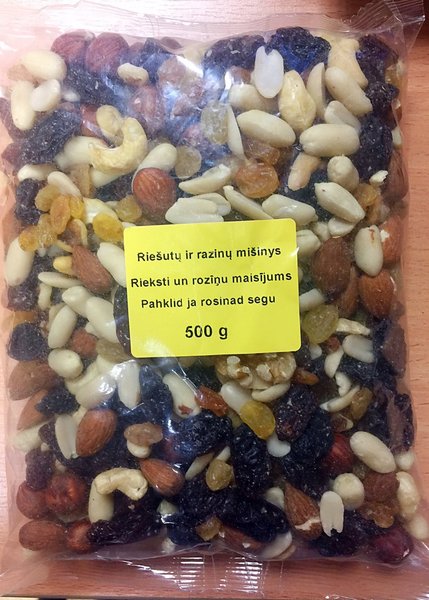 Riešutų ir razinų mišinys
Rieksti un rozīņu maisījums
Pahklid ja rosinad segu
500 g